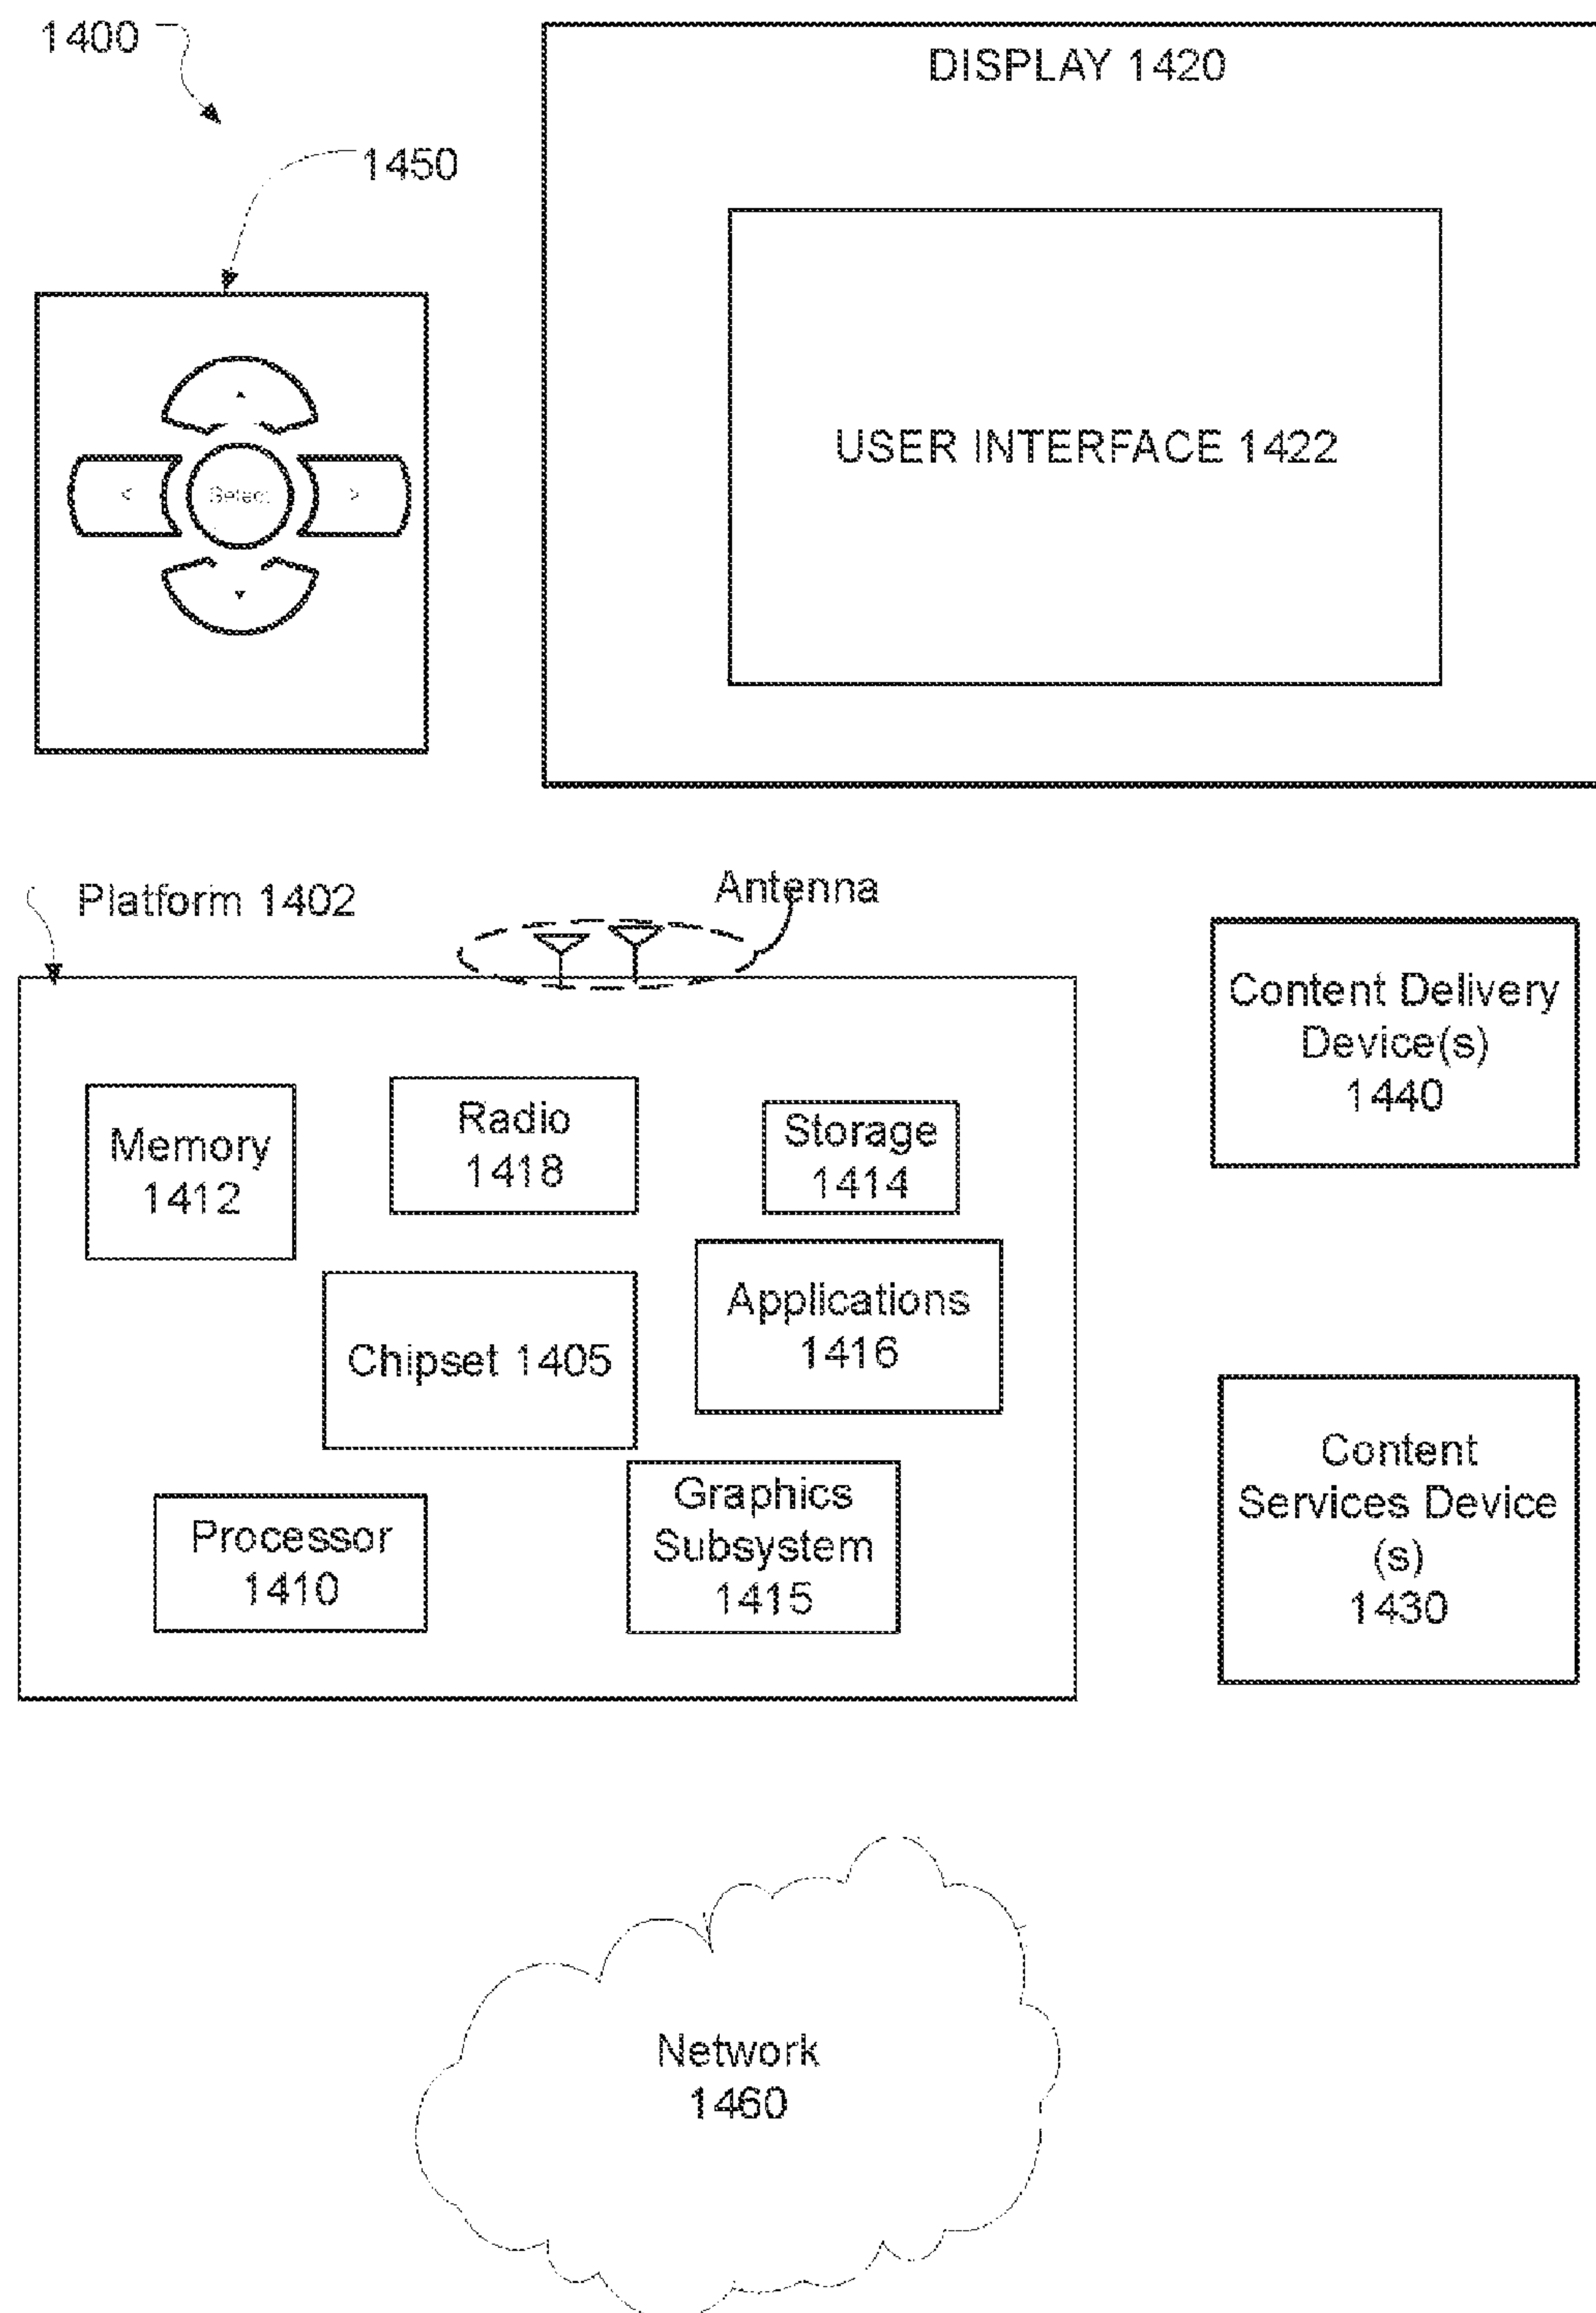 1400
DISPLAY 1420
1450
USER INTERFACE 1422
<
Select
>
Platform 1402
Antenna
Content Delivery
Device(s)
1440
Memory
1412
Radio
1418
Storage
1414
Chipset 1405
Applications
1416
Processor
1410
Graphics
Subsystem
1415
Content
Services Device
(s)
1430
Network
1460